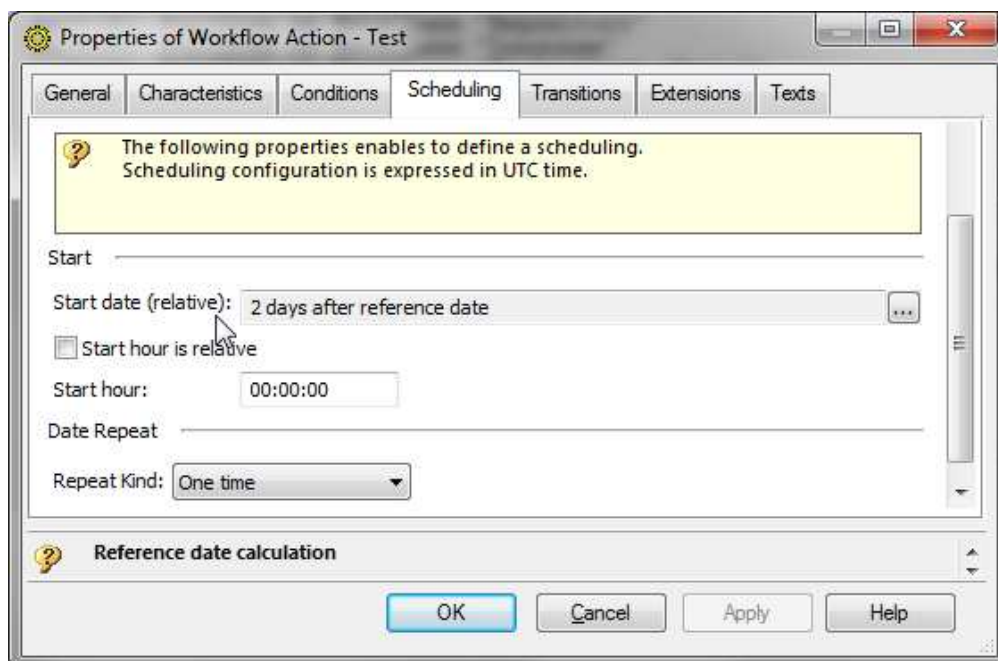 Properties of Workflow Action - Test
General Characteristics Conditions Scheduling Transitions Extensions Texts
The following properties enables to define a scheduling.
Scheduling configuration is expressed in UTC time.
Start
Start date (relative): 2 days after reference date ...
Start hour is relative
Start hour: 00:00:00
Date Repeat
Repeat Kind: One time
Reference date calculation
OK Cancel Apply Help